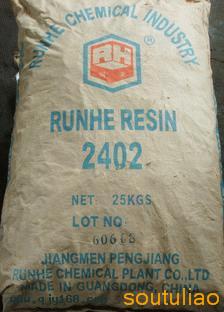 RUNHE CHEMICAL INDUSTRY
RH ®
RUNHE RESIN
2402
NET 25KGS
LOT NO
JIANGMEN PENGJIANG
RUNHE CHEMICAL PLANT CO.,LTD
MADE IN GUANGDONG, CHINA
soutuliao